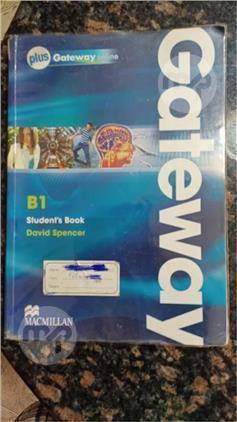 plus Gateway online
Gateway
B1
Student's Book
David Spencer
MACMILLAN